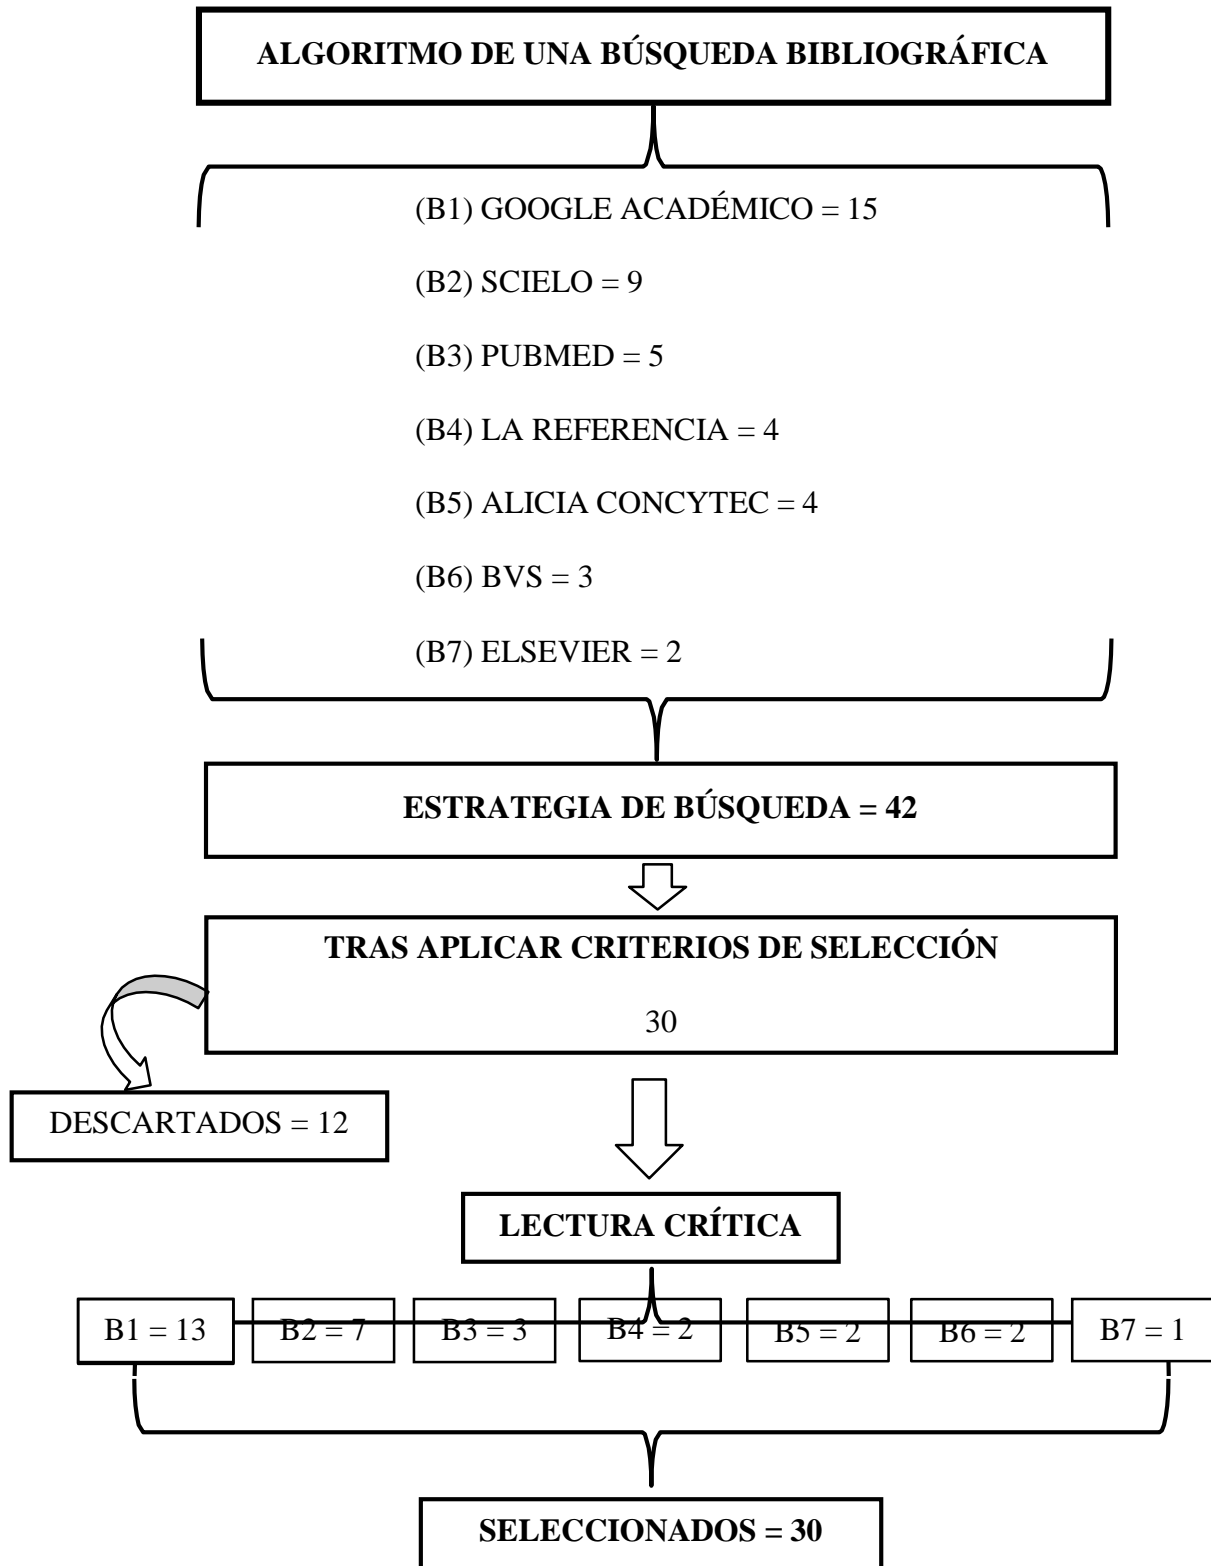 ALGORITMO DE UNA BÚSQUEDA BIBLIOGRÁFICA
(B1) GOOGLE ACADÉMICO = 15
(B2) SCIELO = 9
(B3) PUBMED = 5
(B4) LA REFERENCIA = 4
(B5) ALICIA CONCYTEC = 4
(B6) BVS = 3
(B7) ELSEVIER = 2
ESTRATEGIA DE BÚSQUEDA = 42
TRAS APLICAR CRITERIOS DE SELECCIÓN
30
DESCARTADOS = 12
LECTURA CRÍTICA
B1 = 13 B2 = 7 B3 = 3 B4 = 2 B5 = 2 B6 = 2 B7 = 1
SELECCIONADOS = 30